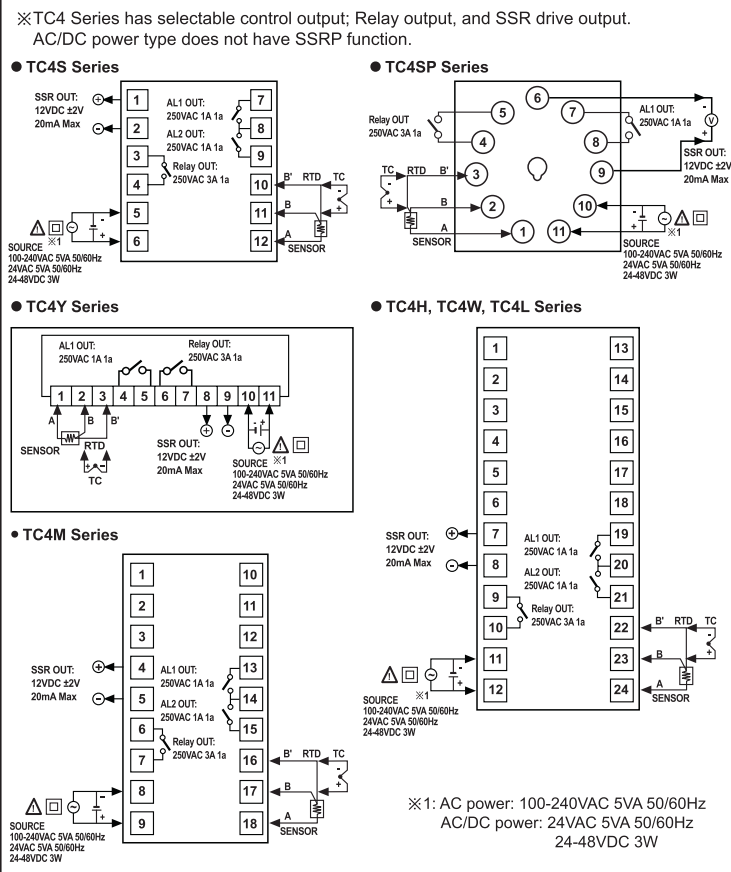 ※TC4 Series has selectable control output; Relay output, and SSR drive output.
AC/DC power type does not have SSRP function.
● TC4S Series
SSR OUT:
12VDC ±2V
20mA Max
1
2
3
4
5
6
AL1 OUT:
250VAC 1A 1a
AL2 OUT:
250VAC 1A 1a
Relay OUT:
250VAC 3A 1a
7
8
9
10
11
12
B' RTD TC
B
A
SENSOR
- +
- +
※1
SOURCE
100-240VAC 5VA 50/60Hz
24VAC 5VA 50/60Hz
24-48VDC 3W
● TC4SP Series
6
5
7
4
8
3
9
2
10
1
11
Relay OUT
250VAC 3A 1a
AL1 OUT:
250VAC 1A 1a
-
V
+
SSR OUT:
12VDC ±2V
20mA Max
TC RTD B'
B
A
SENSOR
- +
- +
※1
SOURCE
100-240VAC 5VA 50/60Hz
24VAC 5VA 50/60Hz
24-48VDC 3W
● TC4Y Series
AL1 OUT:
250VAC 1A 1a
Relay OUT:
250VAC 3A 1a
1 2 3 4 5 6 7 8 9 10 11
A B B'
SENSOR
RTD
+ -
TC
SSR OUT:
12VDC ±2V
20mA Max
- +
※1
SOURCE
100-240VAC 5VA 50/60Hz
24VAC 5VA 50/60Hz
24-48VDC 3W
● TC4H, TC4W, TC4L Series
1
2
3
4
5
6
7
8
9
10
11
12
13
14
15
16
17
18
19
20
21
22
23
24
SSR OUT:
12VDC ±2V
20mA Max
AL1 OUT:
250VAC 1A 1a
AL2 OUT:
250VAC 1A 1a
Relay OUT:
250VAC 3A 1a
B' RTD TC
B
A
SENSOR
- +
- +
※1
SOURCE
100-240VAC 5VA 50/60Hz
24VAC 5VA 50/60Hz
24-48VDC 3W
● TC4M Series
1
2
3
4
5
6
7
8
9
10
11
12
13
14
15
16
17
18
SSR OUT:
12VDC ±2V
20mA Max
AL1 OUT:
250VAC 1A 1a
AL2 OUT:
250VAC 1A 1a
Relay OUT:
250VAC 3A 1a
B' RTD TC
B
A
SENSOR
- +
- +
※1
SOURCE
100-240VAC 5VA 50/60Hz
24VAC 5VA 50/60Hz
24-48VDC 3W
※1: AC power: 100-240VAC 5VA 50/60Hz
AC/DC power: 24VAC 5VA 50/60Hz
24-48VDC 3W